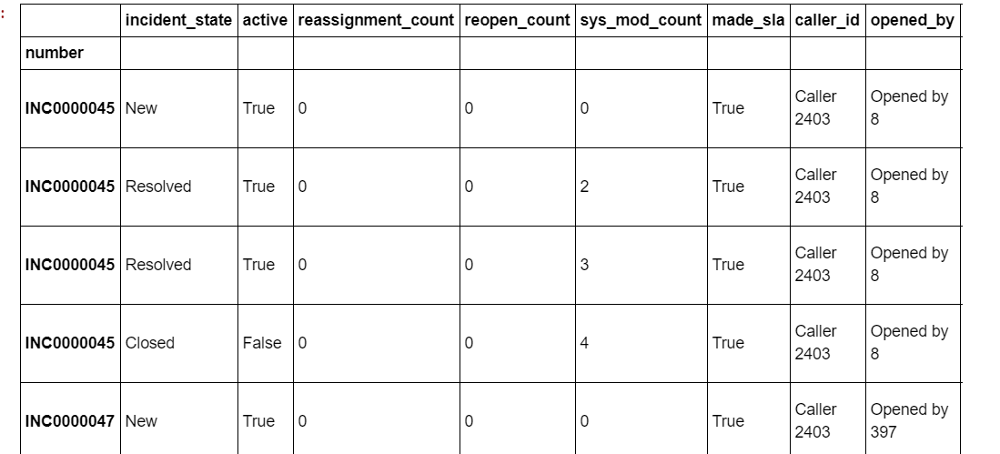 :
incident_state active reassignment_count reopen_count sys_mod_count made_sla caller_id opened_by
number
INC0000045 New True 0 0 0 True Caller 2403 Opened by 8
INC0000045 Resolved True 0 0 2 True Caller 2403 Opened by 8
INC0000045 Resolved True 0 0 3 True Caller 2403 Opened by 8
INC0000045 Closed False 0 0 4 True Caller 2403 Opened by 8
INC0000047 New True 0 0 0 True Caller 2403 Opened by 397